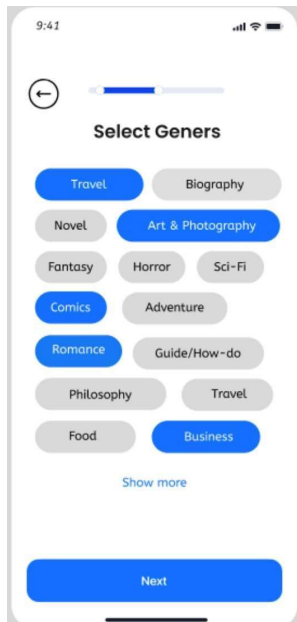 9:41
Select Geners
Travel Biography
Novel Art & Photography
Fantasy Horror Sci-Fi
Comics Adventure
Romance Guide/How-do
Philosophy Travel
Food Business
Show more
Next